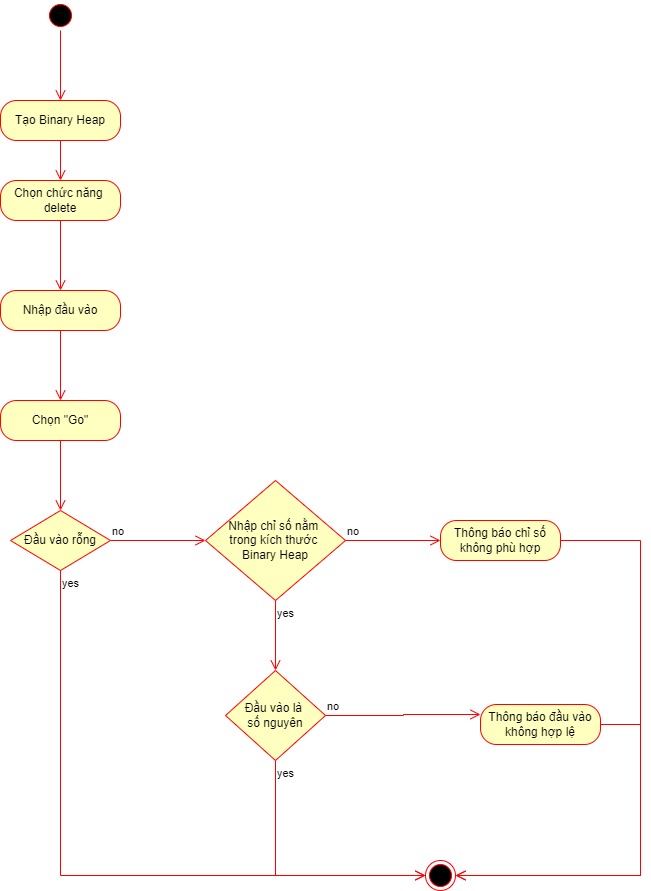 Tạo Binary Heap
Chọn chức năng
delete
Nhập đầu vào
Chọn "Go"
Đầu vào rỗng
no
yes
Nhập chỉ số nằm
trong kích thước
Binary Heap
no
yes
Thông báo chỉ số
không phù hợp
Đầu vào là
số nguyên
no
yes
Thông báo đầu vào
không hợp lệ